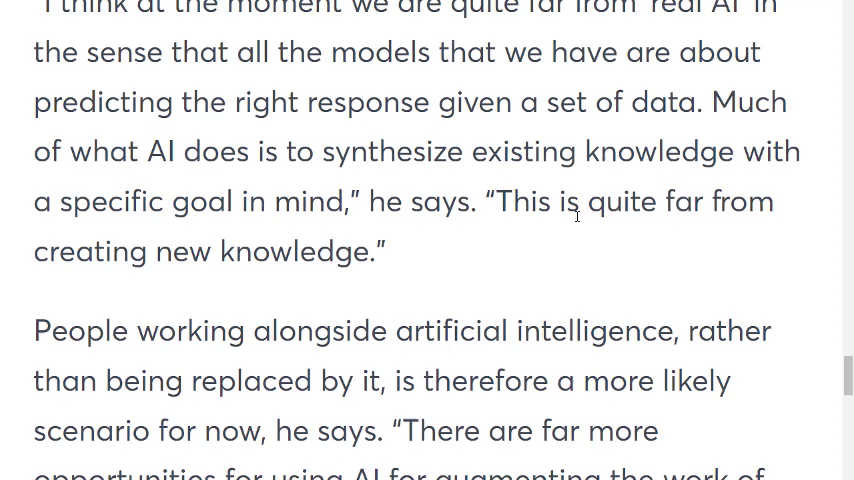 "I think at the moment we are quite far from 'real AI' in
the sense that all the models that we have are about
predicting the right response given a set of data. Much
of what AI does is to synthesize existing knowledge with
a specific goal in mind,” he says. “This is quite far from
creating new knowledge.”
People working alongside artificial intelligence, rather
than being replaced by it, is therefore a more likely
scenario for now, he says. “There are far more
opportunities for using AI for augmenting the work of